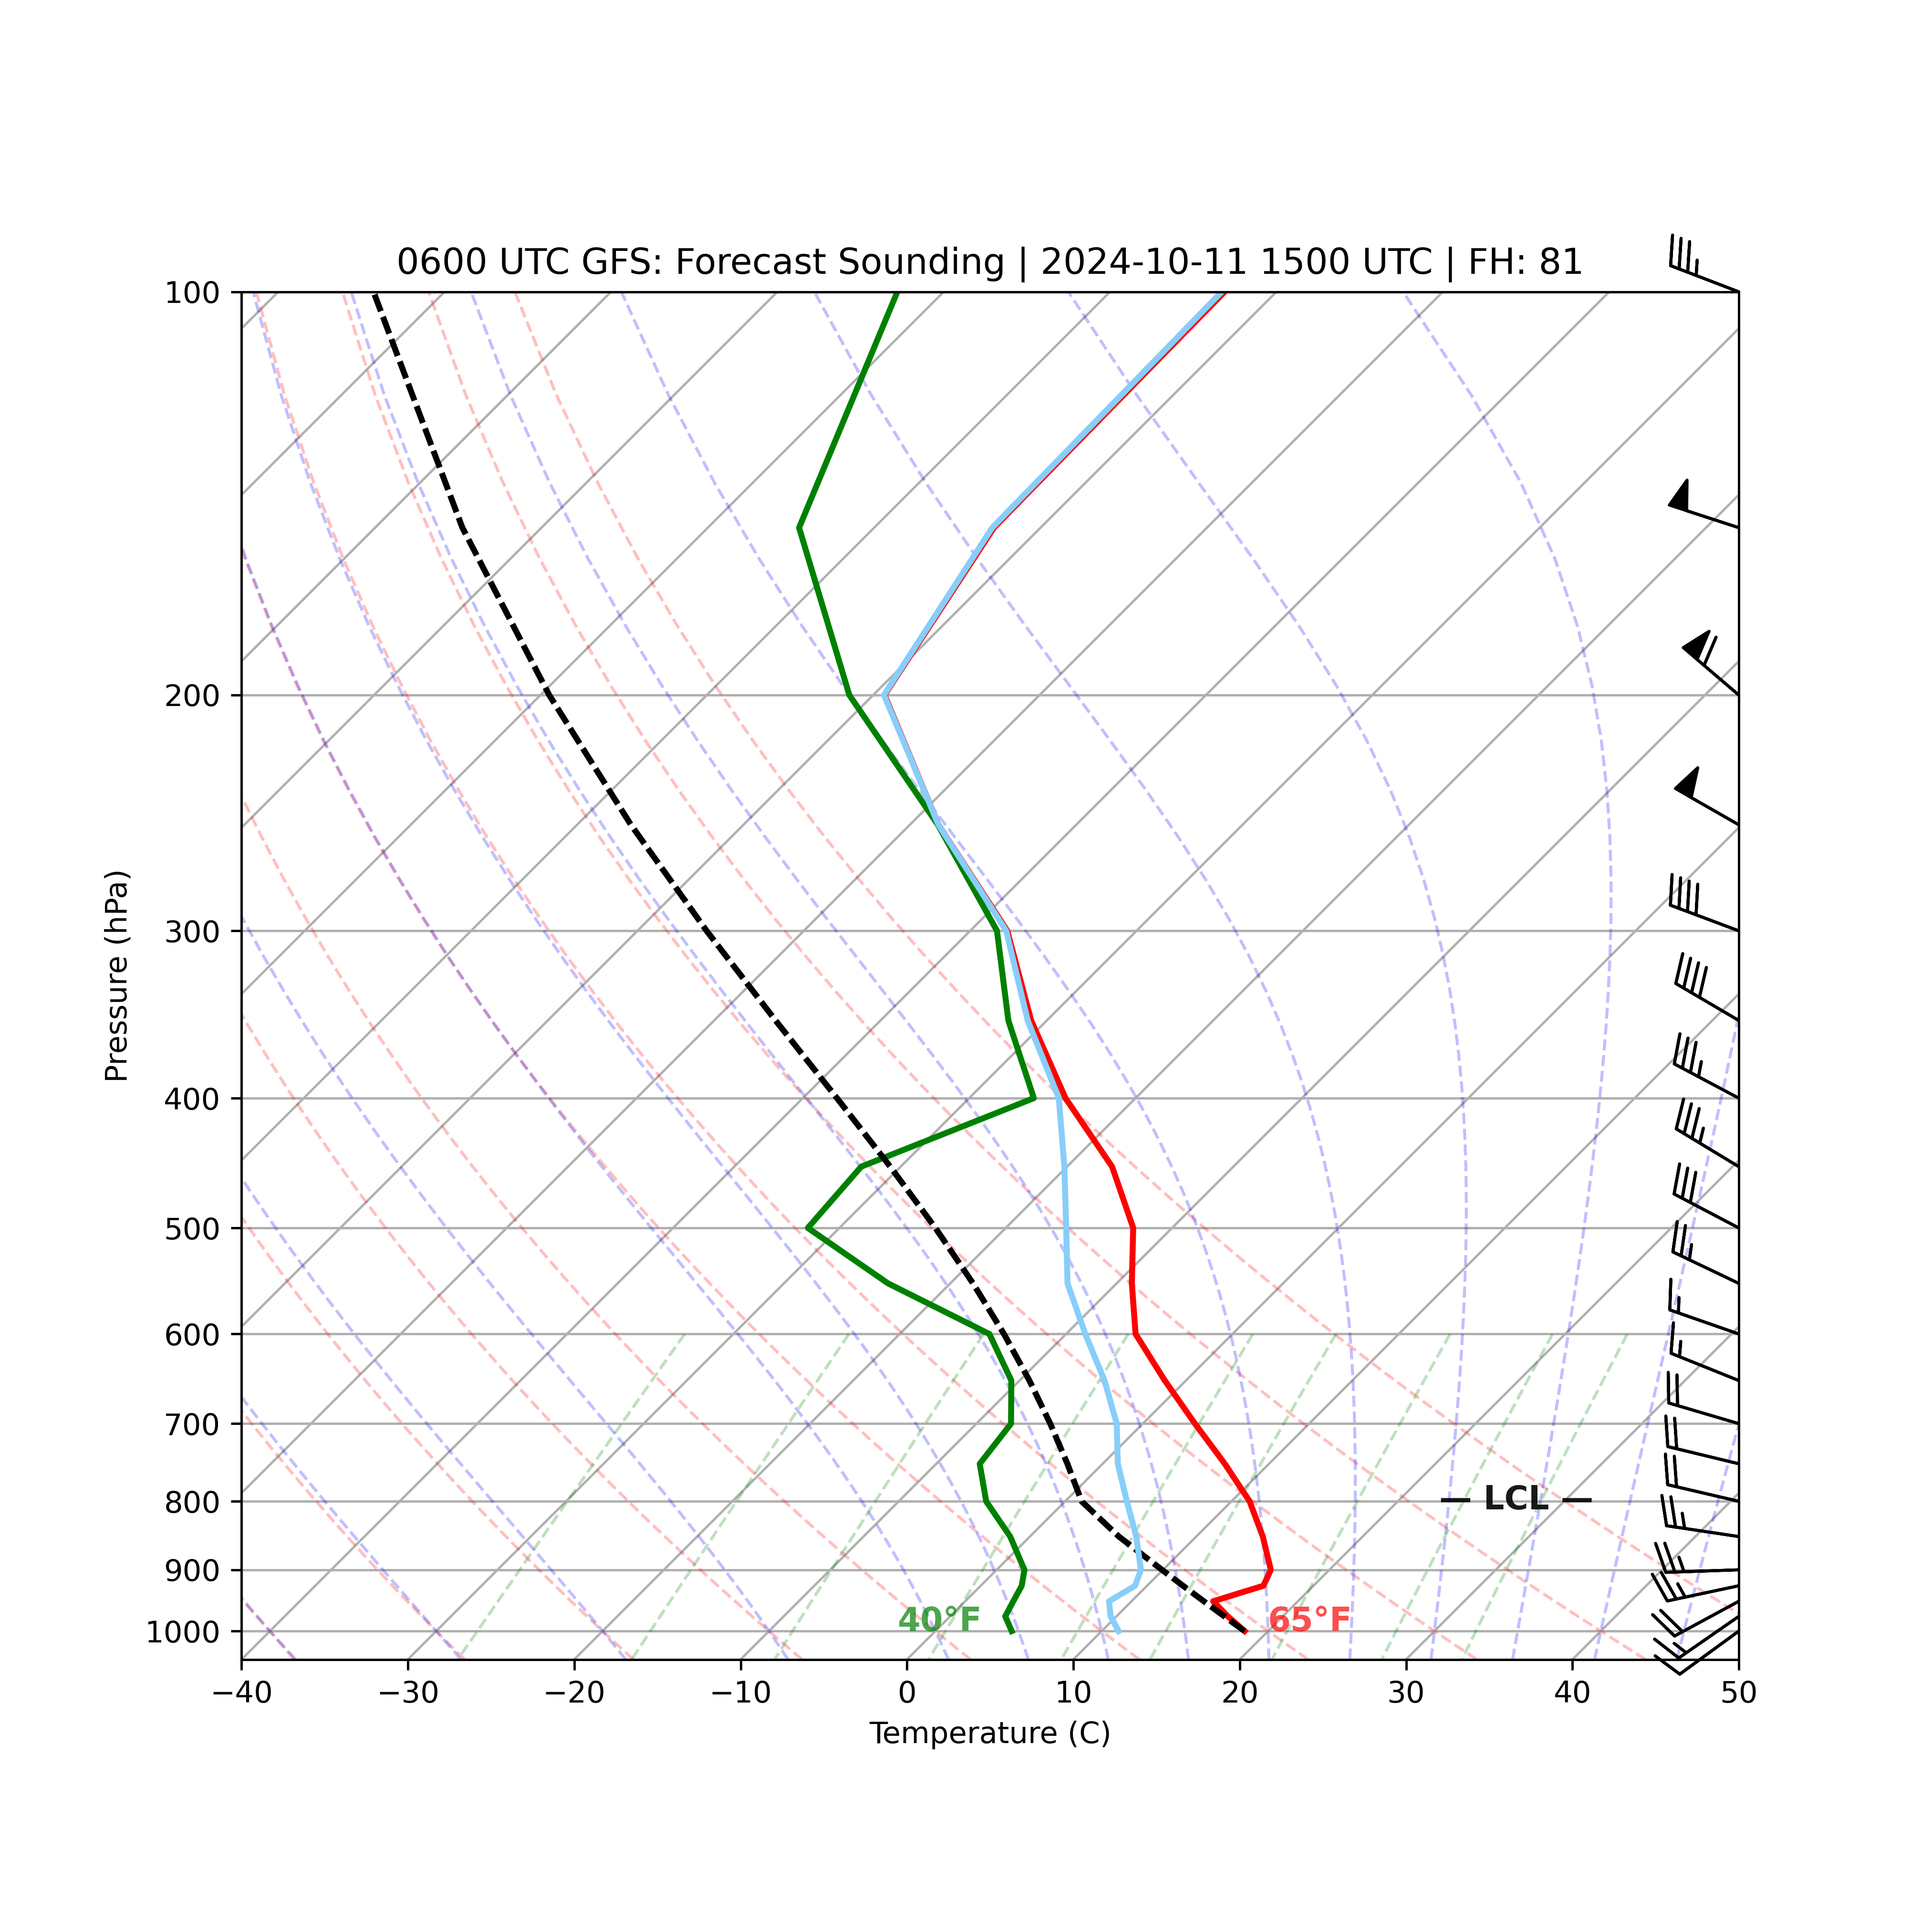 0600 UTC GFS: Forecast Sounding | 2024-10-11 1500 UTC | FH: 81
100
200
300
400
500
600
700
800
900
1000
Pressure (hPa)
LCL
40°F
65°F
−40 −30 −20 −10 0 10 20 30 40 50
Temperature (C)